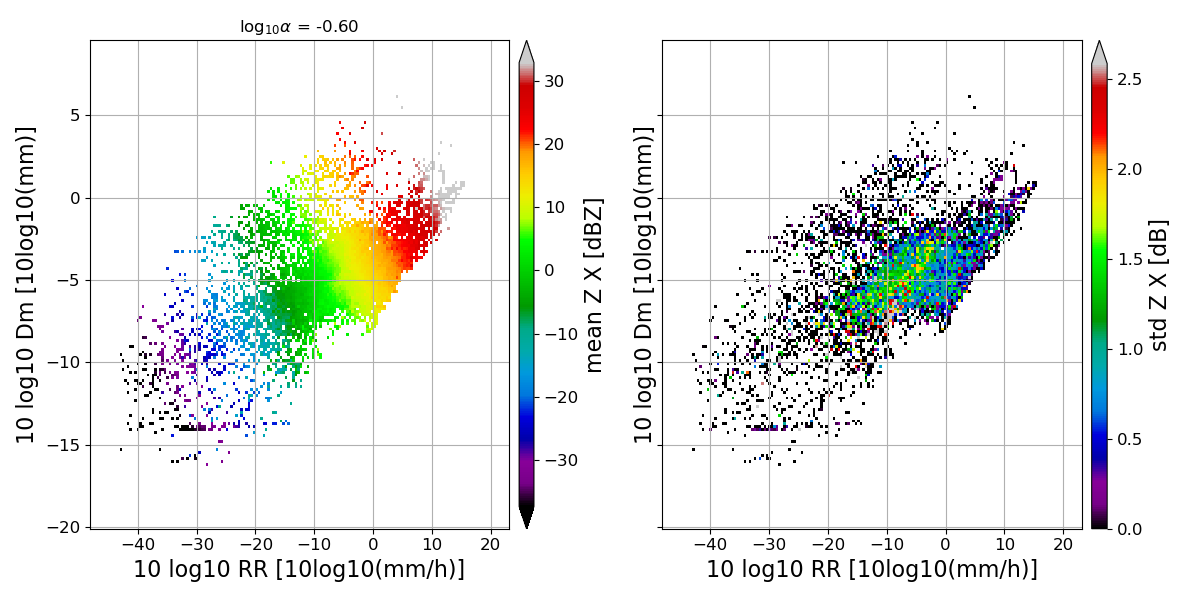 log₁₀α = -0.60
10 log10 Dm [10log10(mm)]
5
0
−5
−10
−15
−20
−40 −30 −20 −10 0 10 20
10 log10 RR [10log10(mm/h)]
30
20
10
0
−10
−20
−30
mean Z X [dBZ]
10 log10 Dm [10log10(mm)]
−40 −30 −20 −10 0 10 20
10 log10 RR [10log10(mm/h)]
2.5
2.0
1.5
1.0
0.5
0.0
std Z X [dB]